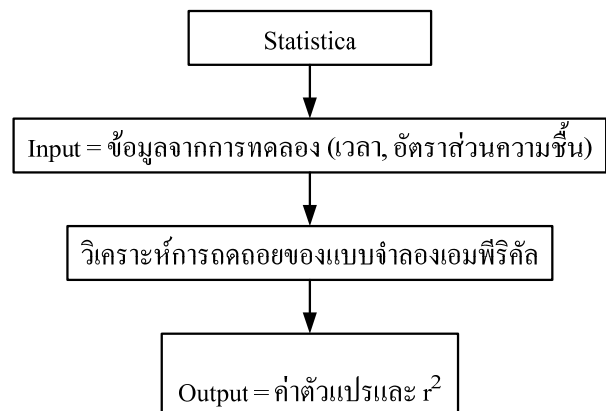 Statistica
Input = ข้อมูลจากการทดลอง (เวลา, อัตราส่วนความชื้น)
วิเคราะห์การถดถอยของแบบจำลองเอมพีริคัล
Output = ค่าตัวแปรและ r²